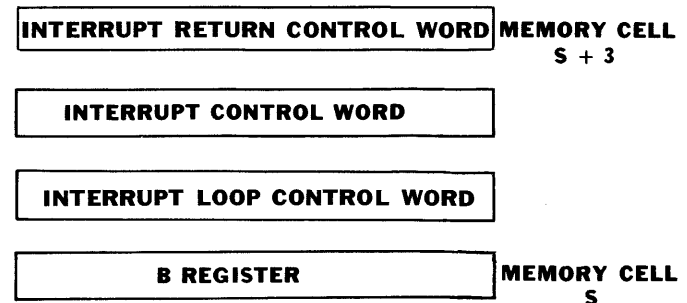 INTERRUPT RETURN CONTROL WORD MEMORY CELL
S + 3
INTERRUPT CONTROL WORD
INTERRUPT LOOP CONTROL WORD
B REGISTER MEMORY CELL
S